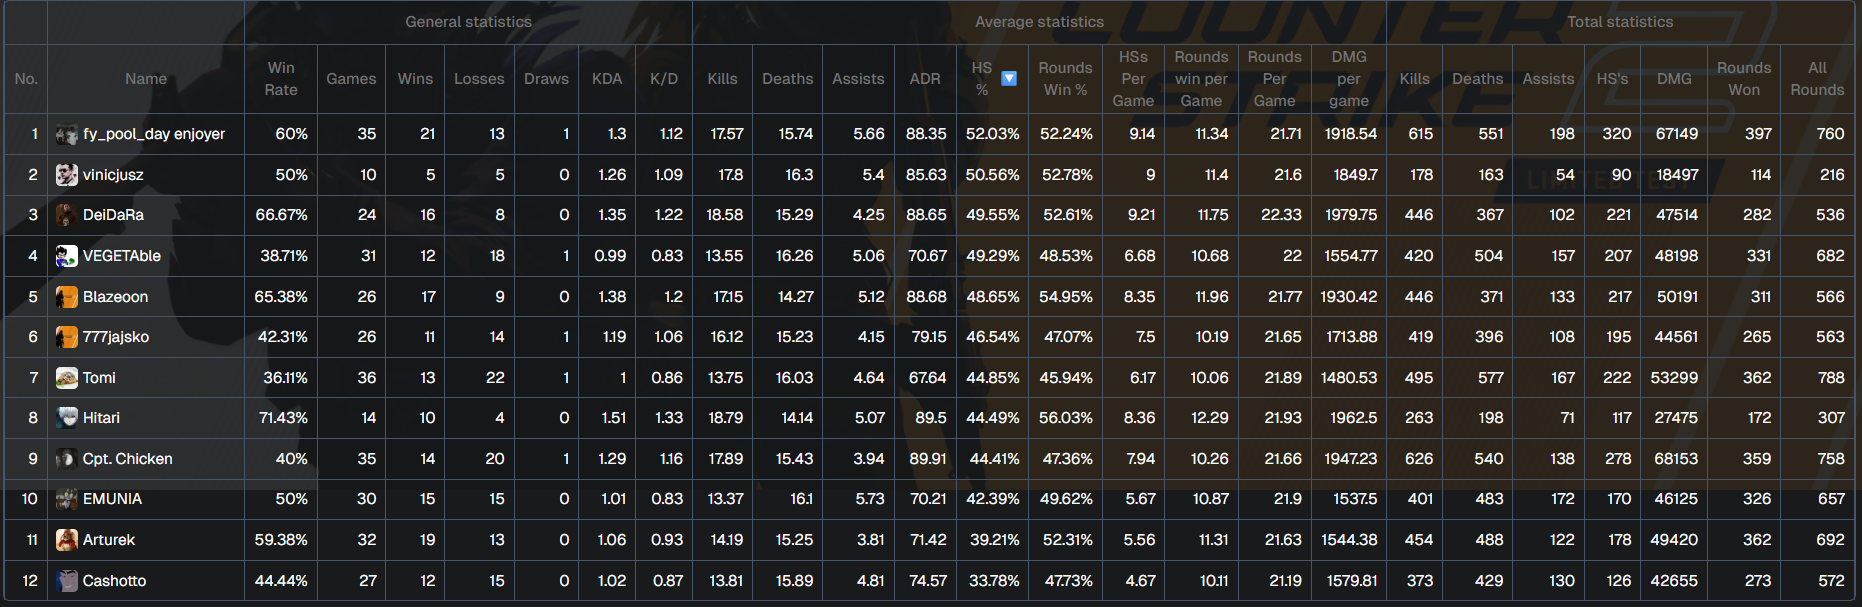 General statistics Average statistics Total statistics
No. Name Win Rate Games Wins Losses Draws KDA K/D Kills Deaths Assists ADR HS % Rounds Win % HSs Per Game Rounds win per Game Rounds Per Game DMG per game Kills Deaths Assists HS's DMG Rounds Won All Rounds
1 fy_pool_day enjoyer 60% 35 21 13 1 1.3 1.12 17.57 15.74 5.66 88.35 52.03% 52.24% 9.14 11.34 21.71 1918.54 615 551 198 320 67149 397 760
2 vinicjusz 50% 10 5 5 0 1.26 1.09 17.8 16.3 5.4 85.63 50.56% 52.78% 9 11.4 21.6 1849.7 178 163 54 90 18497 114 216
3 DeiDaRa 66.67% 24 16 8 0 1.35 1.22 18.58 15.29 4.25 88.65 49.55% 52.61% 9.21 11.75 22.33 1979.75 446 367 102 221 47514 282 536
4 VEGETAble 38.71% 31 12 18 1 0.99 0.83 13.55 16.26 5.06 70.67 49.29% 48.53% 6.68 10.68 22 1554.77 420 504 157 207 48198 331 682
5 Blazeoon 65.38% 26 17 9 0 1.38 1.2 17.15 14.27 5.12 88.68 48.65% 54.95% 8.35 11.96 21.77 1930.42 446 371 133 217 50191 311 566
6 777jajsko 42.31% 26 11 14 1 1.19 1.06 16.12 15.23 4.15 79.15 46.54% 47.07% 7.5 10.19 21.65 1713.88 419 396 108 195 44561 265 563
7 Tomi 36.11% 36 13 22 1 1 0.86 13.75 16.03 4.64 67.64 44.85% 45.94% 6.17 10.06 21.89 1480.53 495 577 167 222 53299 362 788
8 Hitari 71.43% 14 10 4 0 1.51 1.33 18.79 14.14 5.07 89.5 44.49% 56.03% 8.36 12.29 21.93 1962.5 263 198 71 117 27475 172 307
9 Cpt. Chicken 40% 35 14 20 1 1.29 1.16 17.89 15.43 3.94 89.91 44.41% 47.36% 7.94 10.26 21.66 1947.23 626 540 138 278 68153 359 758
10 EMUNIA 50% 30 15 15 0 1.01 0.83 13.37 16.1 5.73 70.21 42.39% 49.62% 5.67 10.87 21.9 1537.5 401 483 172 170 46125 326 657
11 Arturek 59.38% 32 19 13 0 1.06 0.93 14.19 15.25 3.81 71.42 39.21% 52.31% 5.56 11.31 21.63 1544.38 454 488 122 178 49420 362 692
12 Cashotto 44.44% 27 12 15 0 1.02 0.87 13.81 15.89 4.81 74.57 33.78% 47.73% 4.67 10.11 21.19 1579.81 373 429 130 126 42655 273 572
COUNTER
STRIKE 2
LIMITED TEST